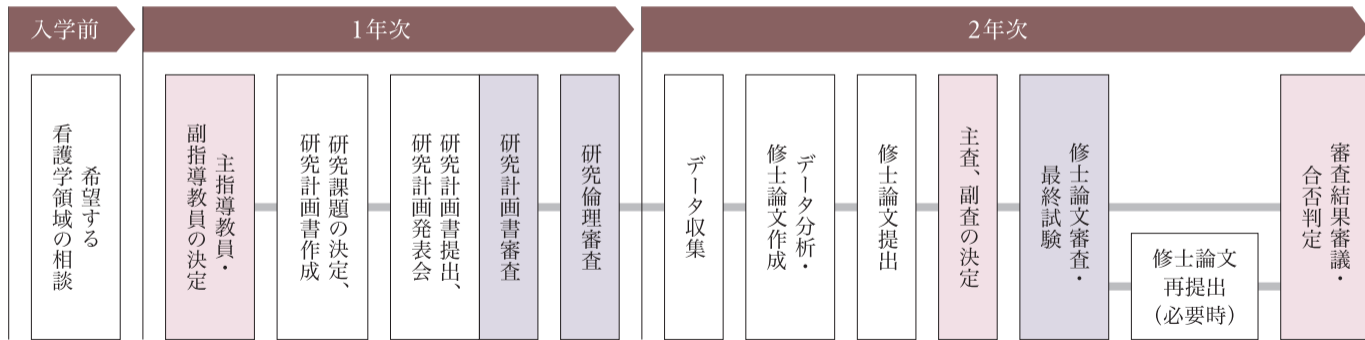 入学前
1年次
2年次
希望する
看護学領域の相談
主指導教員・
副指導教員の決定
研究課題の決定、
研究計画書作成
研究計画書提出、
研究計画発表会
研究計画書審査
研究倫理審査
データ収集
データ分析・
修士論文作成
修士論文提出
主査、副査の決定
修士論文審査・
最終試験
修士論文
再提出
（必要時）
審査結果審議・
合否判定